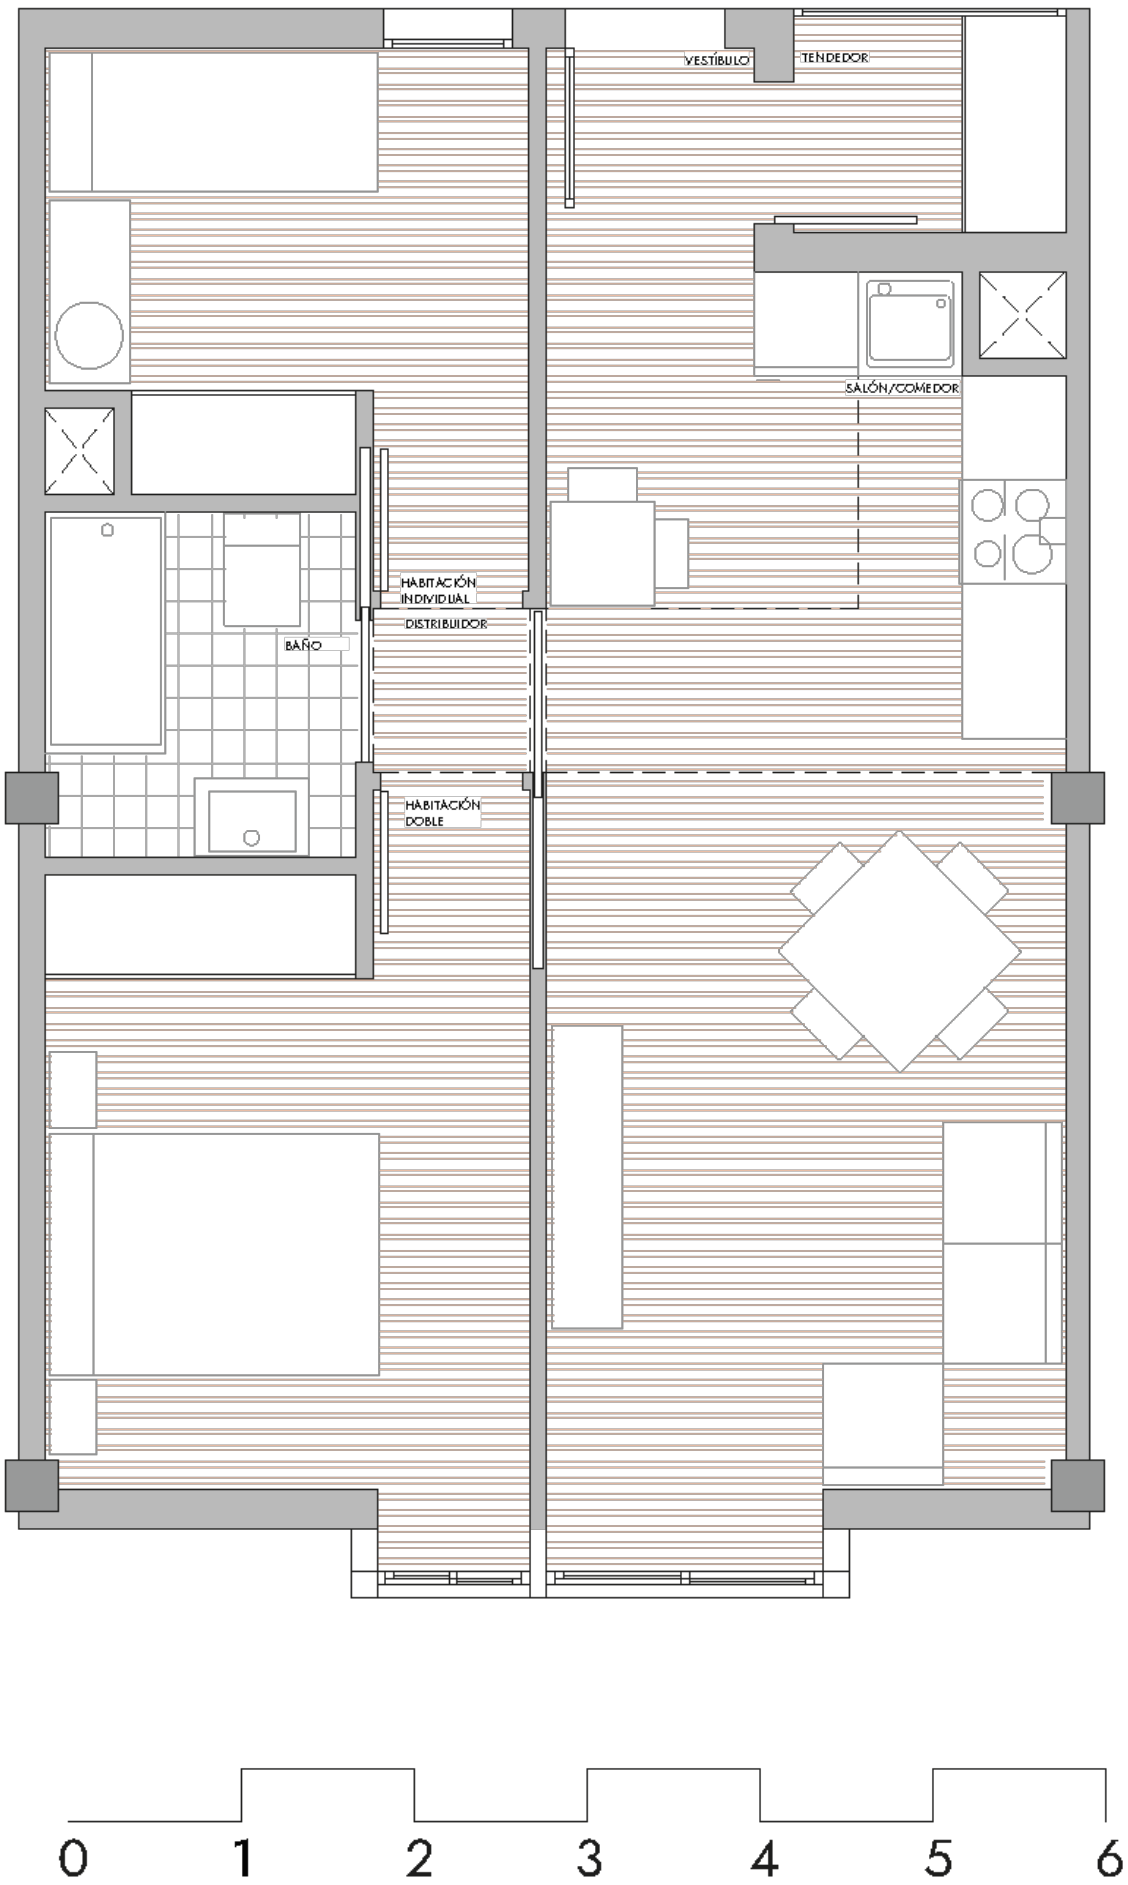 VESTÍBULO
TENDEDOR
SALÓN/COMEDOR
HABITACIÓN
INDIVIDUAL
DISTRIBUIDOR
BAÑO
HABITACIÓN
DOBLE
0 1 2 3 4 5 6